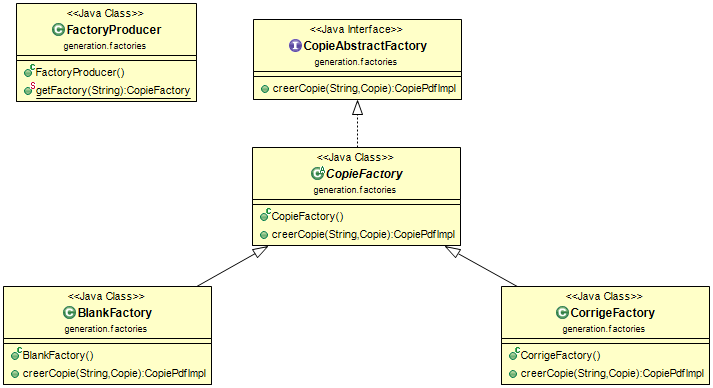 <<Java Class>>
FactoryProducer
generation.factories
FactoryProducer()
getFactory(String):CopieFactory
<<Java Interface>>
CopieAbstractFactory
generation.factories
creerCopie(String,Copie):CopiePdfImpl
<<Java Class>>
CopieFactory
generation.factories
CopieFactory()
creerCopie(String,Copie):CopiePdfImpl
<<Java Class>>
BlankFactory
generation.factories
BlankFactory()
creerCopie(String,Copie):CopiePdfImpl
<<Java Class>>
CorrigeFactory
generation.factories
CorrigeFactory()
creerCopie(String,Copie):CopiePdfImpl